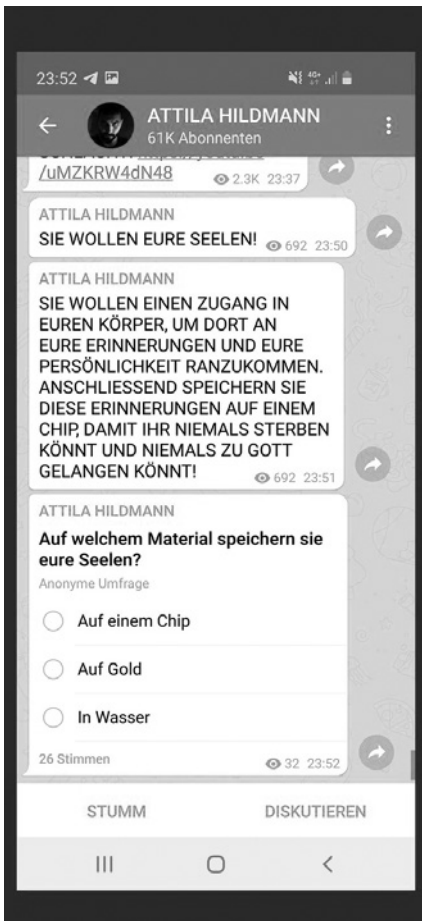 23:52
ATTILA HILDMANN
61K Abonnenten
/uMZKRW4dN48 2.3K 23:37
ATTILA HILDMANN
SIE WOLLEN EURE SEELEN! 692 23:50
ATTILA HILDMANN
SIE WOLLEN EINEN ZUGANG IN
EUREN KÖRPER, UM DORT AN
EURE ERINNERUNGEN UND EURE
PERSÖNLICHKEIT RANZUKOMMEN.
ANSCHLIESSEND SPEICHERN SIE
DIESE ERINNERUNGEN AUF EINEM
CHIP, DAMIT IHR NIEMALS STERBEN
KÖNNT UND NIEMALS ZU GOTT
GELANGEN KÖNNT! 692 23:51
ATTILA HILDMANN
Auf welchem Material speichern sie
eure Seelen?
Anonyme Umfrage
Auf einem Chip
Auf Gold
In Wasser
26 Stimmen 32 23:52
STUMM DISKUTIEREN